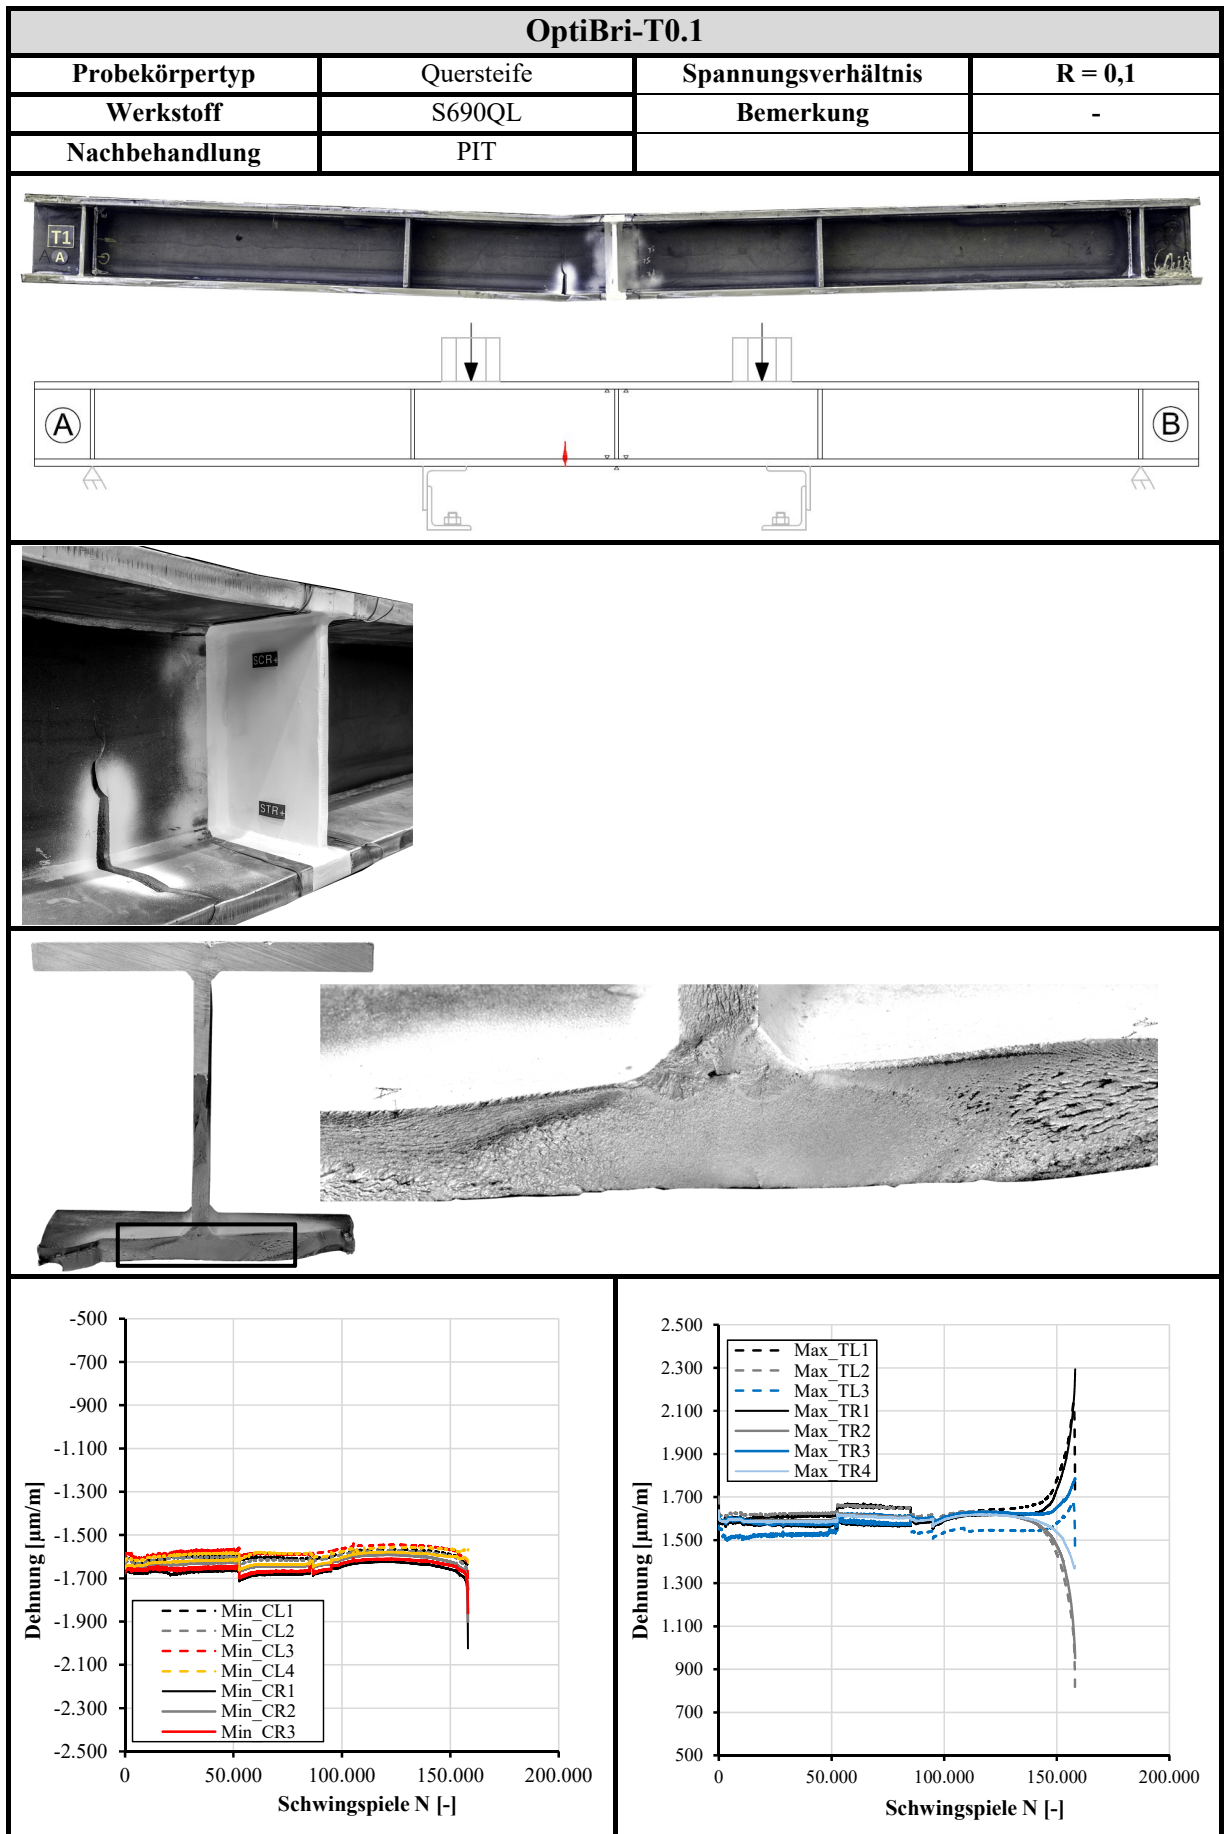 OptiBri-T0.1
Probekörpertyp Quersteife Spannungsverhältnis R = 0,1
Werkstoff S690QL Bemerkung -
Nachbehandlung PIT
T1
A A
A B
SCR+
STR+
-500
-700
-900
-1.100
-1.300
-1.500
-1.700
-1.900
-2.100
-2.300
-2.500
Dehnung [µm/m]
Min_CL1
Min_CL2
Min_CL3
Min_CL4
Min_CR1
Min_CR2
Min_CR3
0 50.000 100.000 150.000 200.000
Schwingspiele N [-]
2.500
2.300
2.100
1.900
1.700
1.500
1.300
1.100
900
700
500
Dehnung [µm/m]
Max_TL1
Max_TL2
Max_TL3
Max_TR1
Max_TR2
Max_TR3
Max_TR4
0 50.000 100.000 150.000 200.000
Schwingspiele N [-]